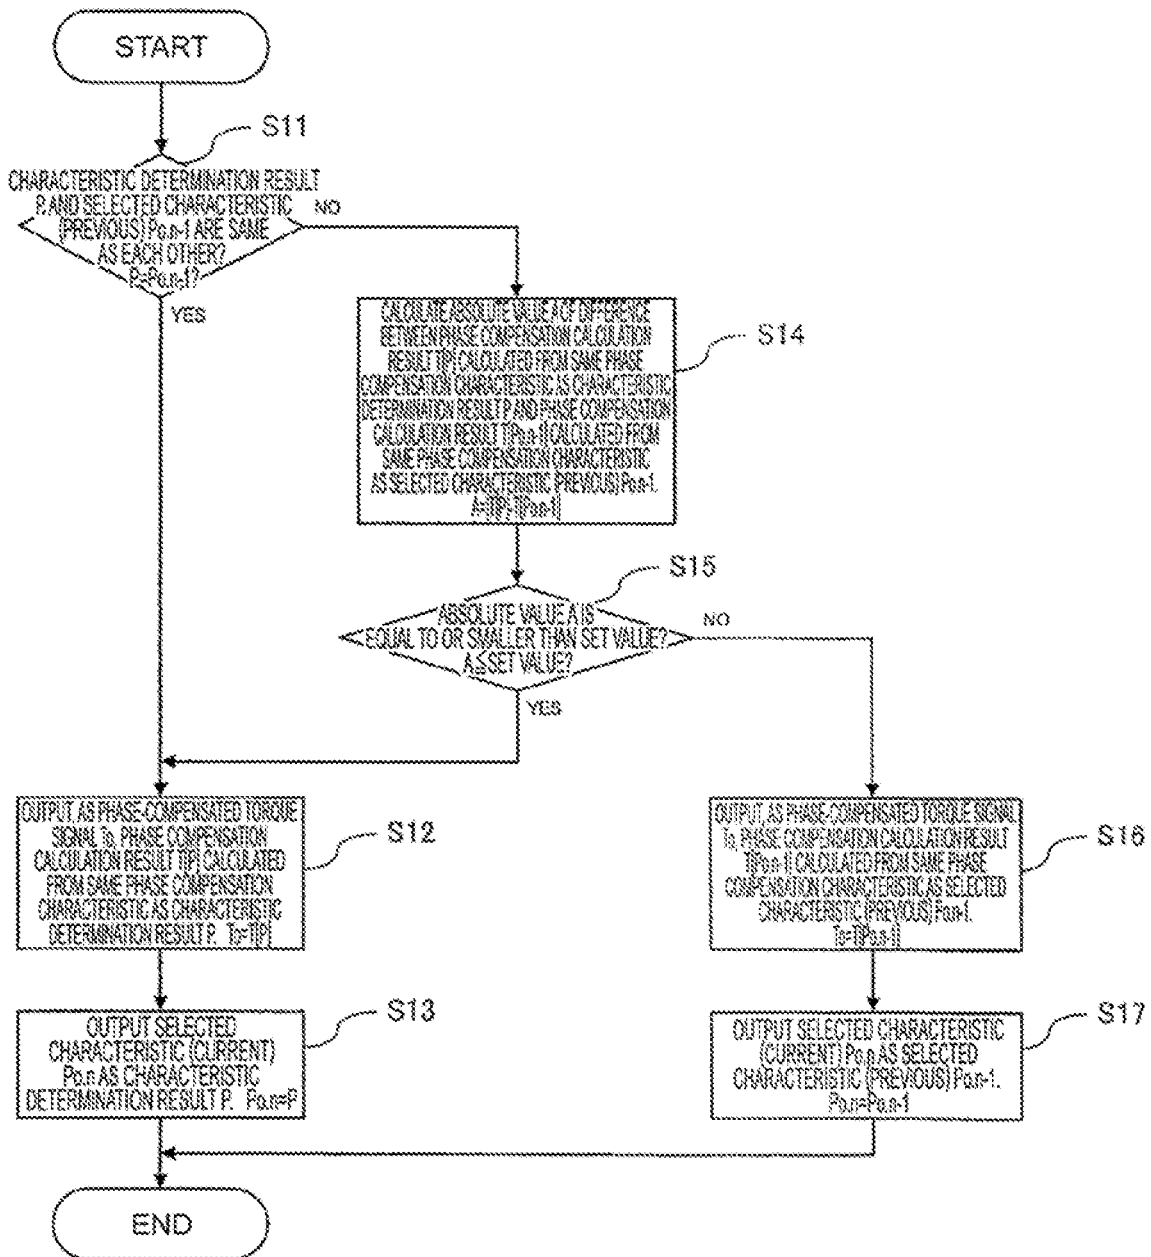 START
S11
CHARACTERISTIC DETERMINATION RESULT
P AND SELECTED CHARACTERISTIC
(PREVIOUS) Po.n-1 ARE SAME
AS EACH OTHER?
P=Po.n-1?
NO
YES
CALCULATE ABSOLUTE VALUE A OF DIFFERENCE
BETWEEN PHASE COMPENSATION CALCULATION
RESULT T[P] CALCULATED FROM SAME PHASE
COMPENSATION CHARACTERISTIC AS CHARACTERISTIC
DETERMINATION RESULT P AND PHASE COMPENSATION
CALCULATION RESULT T[Po.n-1] CALCULATED FROM
SAME PHASE COMPENSATION CHARACTERISTIC
AS SELECTED CHARACTERISTIC (PREVIOUS) Po.n-1.
A=|T[P]-T[Po.n-1]|
S14
S15
ABSOLUTE VALUE A IS
EQUAL TO OR SMALLER THAN SET VALUE?
A≦SET VALUE?
NO
YES
OUTPUT, AS PHASE-COMPENSATED TORQUE
SIGNAL To, PHASE COMPENSATION
CALCULATION RESULT T[P] CALCULATED
FROM SAME PHASE COMPENSATION
CHARACTERISTIC AS CHARACTERISTIC
DETERMINATION RESULT P. To=T[P]
S12
OUTPUT, AS PHASE-COMPENSATED TORQUE SIGNAL
To, PHASE COMPENSATION CALCULATION RESULT
T[Po.n-1] CALCULATED FROM SAME PHASE
COMPENSATION CHARACTERISTIC AS SELECTED
CHARACTERISTIC (PREVIOUS) Po.n-1.
To=T[Po.n-1]
S16
OUTPUT SELECTED
CHARACTERISTIC (CURRENT)
Po.n AS CHARACTERISTIC
DETERMINATION RESULT P. Po.n=P
S13
OUTPUT SELECTED CHARACTERISTIC
(CURRENT) Po.n AS SELECTED
CHARACTERISTIC (PREVIOUS) Po.n-1.
Po.n=Po.n-1
S17
END